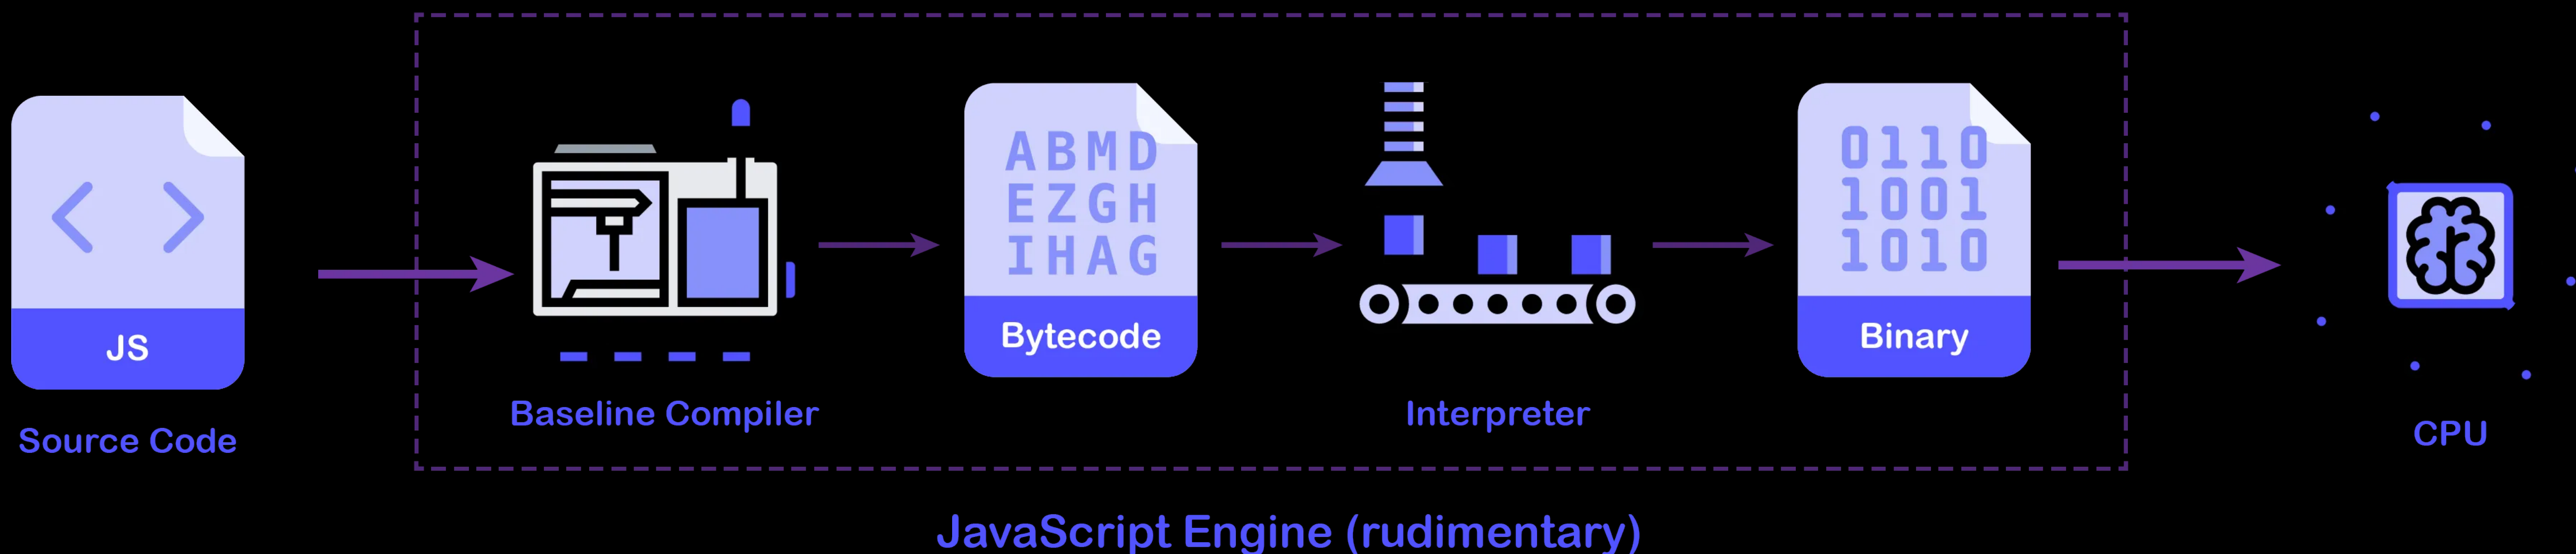 JS
Source Code
Baseline Compiler
ABMD
EZGH
IHAG
Bytecode
Interpreter
0110
1001
1010
Binary
CPU
JavaScript Engine (rudimentary)